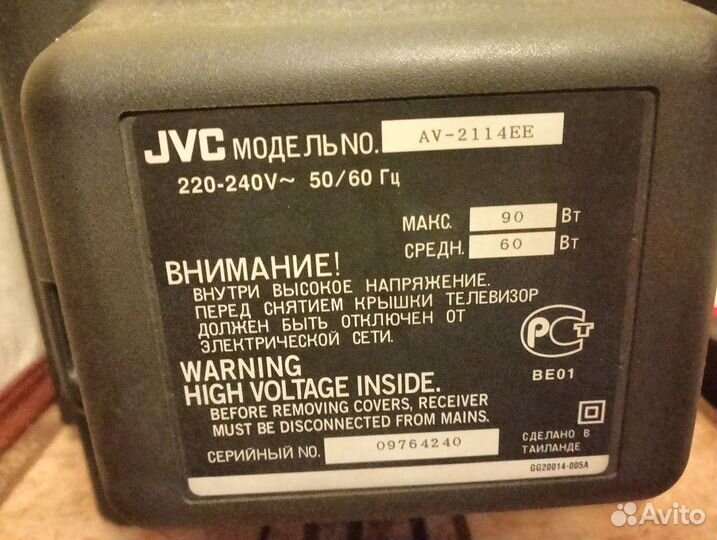 JVC МОДЕЛЬ NO. AV-2114EE
220-240V~ 50/60 Гц
МАКС. 90 Вт
СРЕДН. 60 Вт
ВНИМАНИЕ!
ВНУТРИ ВЫСОКОЕ НАПРЯЖЕНИЕ.
ПЕРЕД СНЯТИЕМ КРЫШКИ ТЕЛЕВИЗОР
ДОЛЖЕН БЫТЬ ОТКЛЮЧЕН ОТ
ЭЛЕКТРИЧЕСКОЙ СЕТИ.
РСТ
BE01
WARNING
HIGH VOLTAGE INSIDE.
BEFORE REMOVING COVERS, RECEIVER
MUST BE DISCONNECTED FROM MAINS.
СЕРИЙНЫЙ NO. 09764240
СДЕЛАНО В
ТАИЛАНДЕ
GG20014-005A
Avito